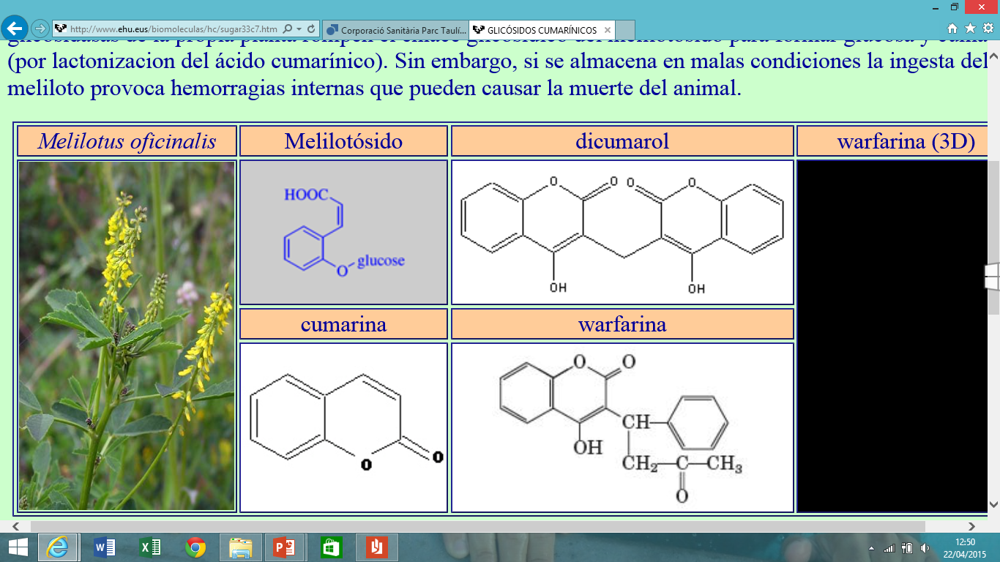 http://www.ehu.eus/biomoleculas/hc/sugar33c7.htm
Corporació Sanitària Parc Taulí...
GLICÓSIDOS CUMARÍNICOS
(por lactonizacion del ácido cumarínico). Sin embargo, si se almacena en malas condiciones la ingesta del
meliloto provoca hemorragias internas que pueden causar la muerte del animal.
Melilotus oficinalis
Melilotósido
dicumarol
warfarina (3D)
HOOC
O
glucose
O
O
O
O
OH
OH
cumarina
warfarina
O
O
O
O
OH
CH
CH₂
C
CH₃
O
12:50
22/04/2015